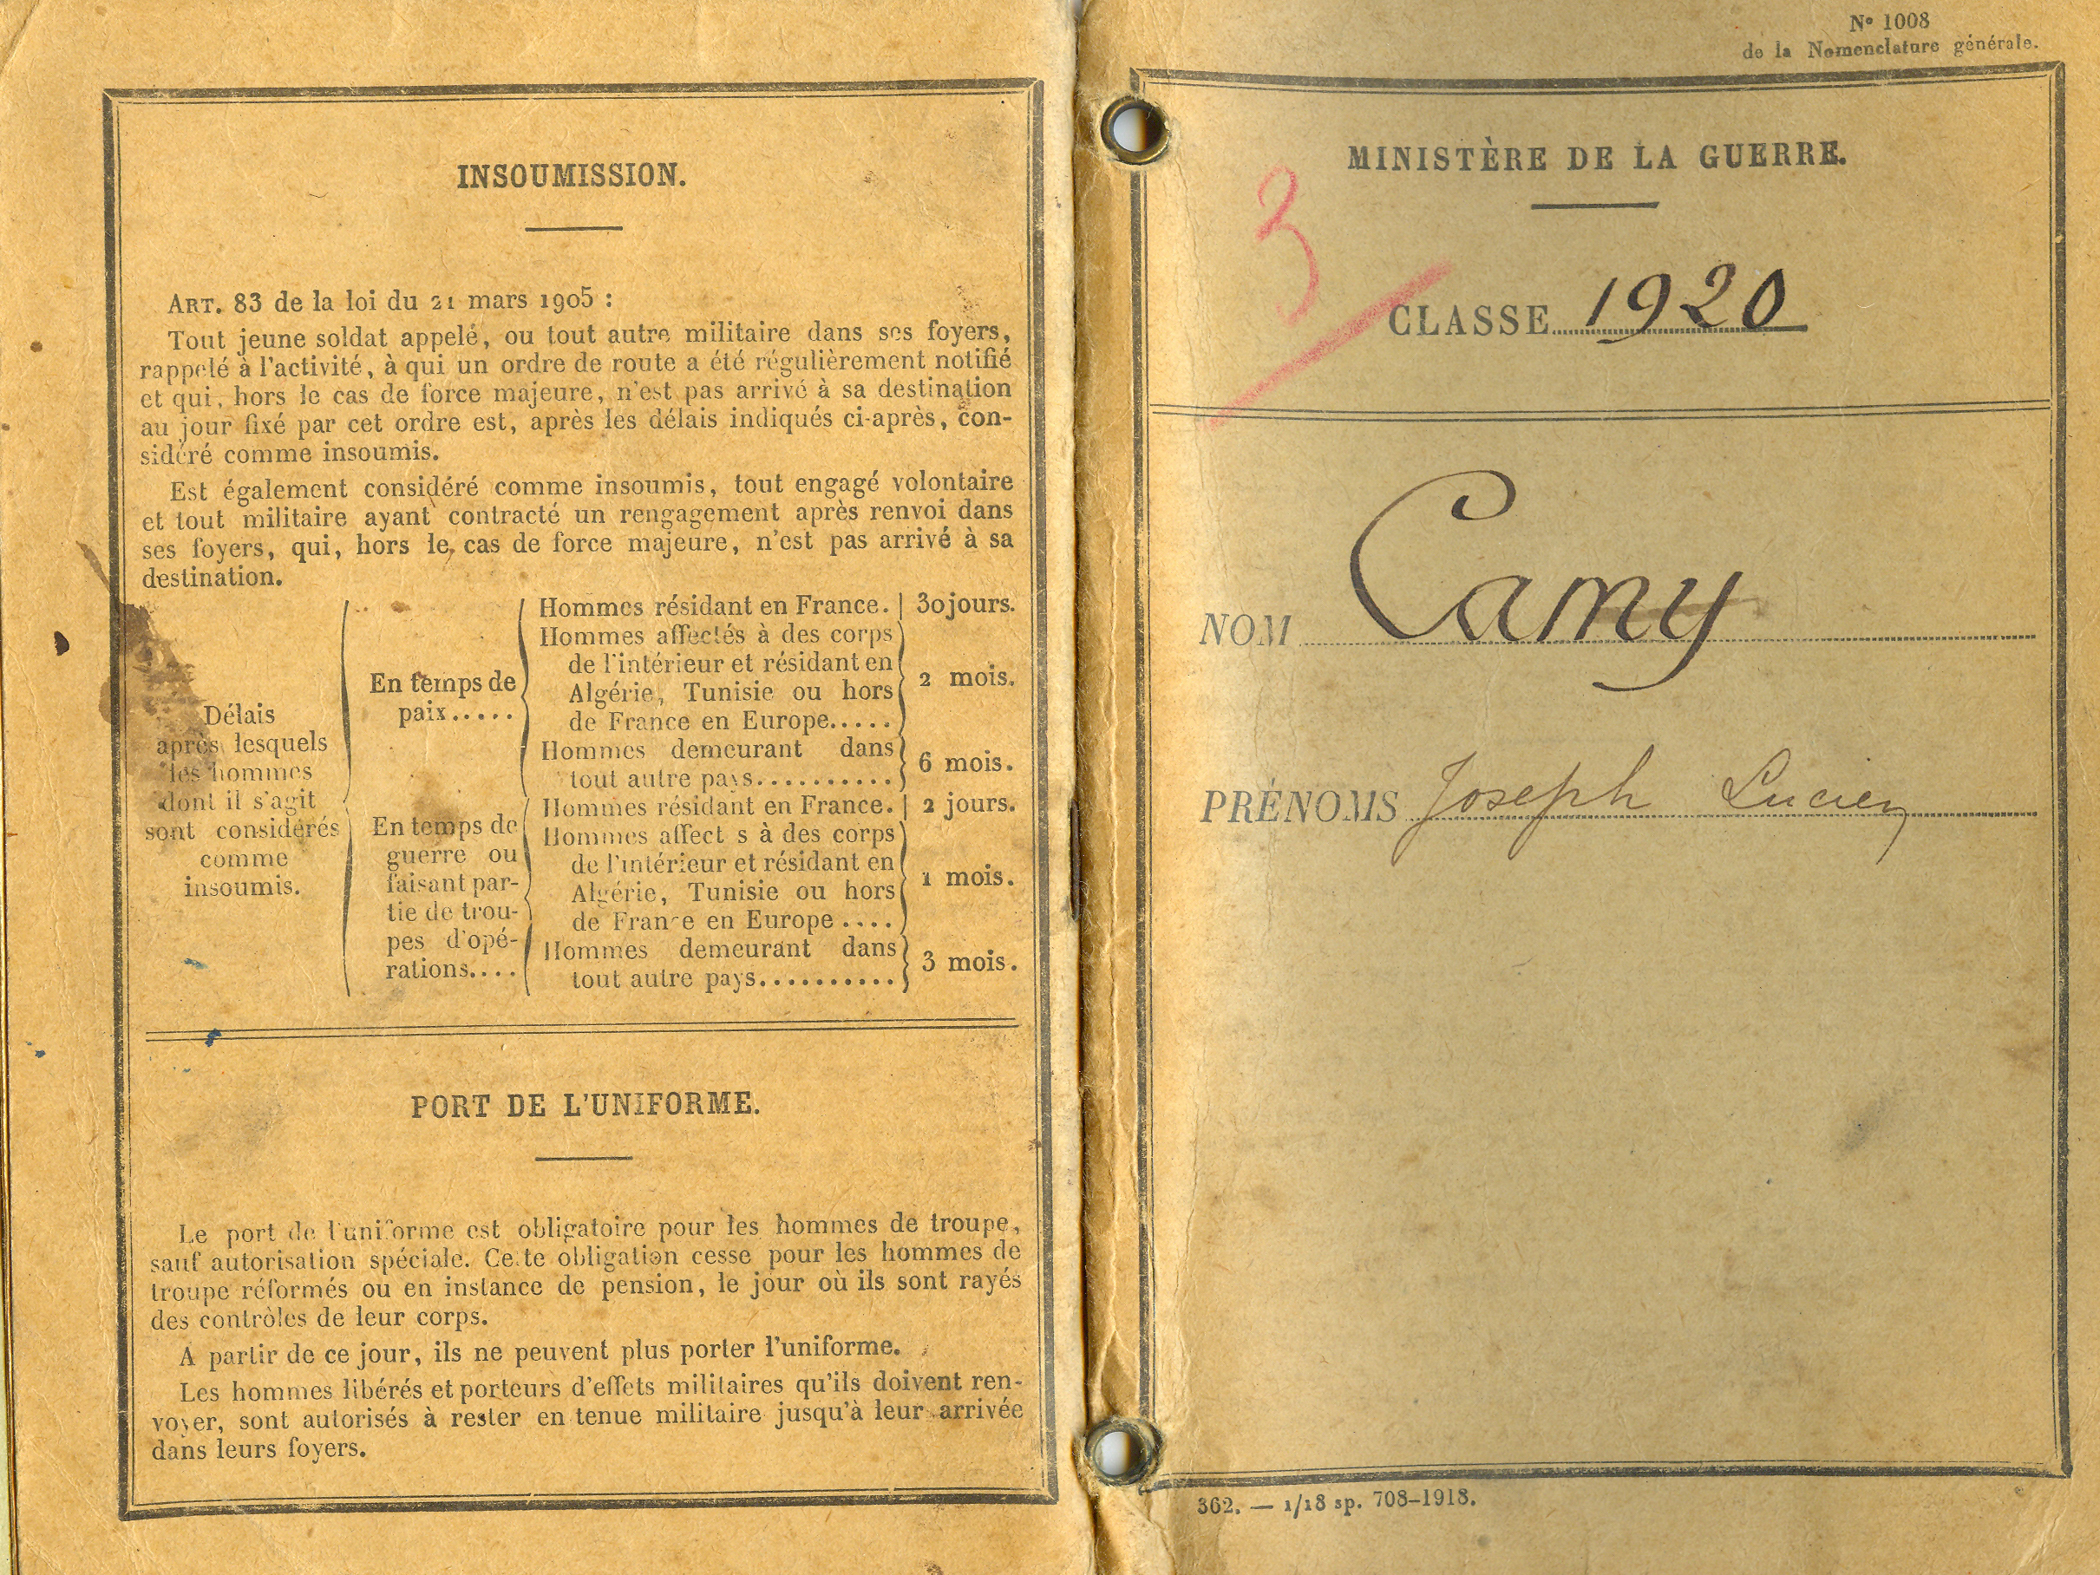 INSOUMISSION.
ART. 83 de la loi du 21 mars 1905 :
Tout jeune soldat appelé, ou tout autre militaire dans ses foyers,
rappelé à l'activité, à qui un ordre de route a été régulièrement notifié
et qui, hors le cas de force majeure, n'est pas arrivé à sa destination
au jour fixé par cet ordre est, après les délais indiqués ci-après, con-
sidéré comme insoumis.
Est également considéré comme insoumis, tout engagé volontaire
et tout militaire ayant contracté un rengagement après renvoi dans
ses foyers, qui, hors le cas de force majeure, n'est pas arrivé à sa
destination.
Délais
après lesquels
les hommes
dont il s'agit
sont considérés
comme
insoumis.
En temps de
paix.....
Hommes résidant en France. | 30 jours.
Hommes affectés à des corps
de l'intérieur et résidant en
Algérie, Tunisie ou hors
de France en Europe.....
2 mois.
Hommes demeurant dans
tout autre pays..........
6 mois.
En temps de
guerre ou
faisant par-
tie de trou-
pes d'opé-
rations....
Hommes résidant en France. | 2 jours.
Hommes affect s à des corps
de l'intérieur et résidant en
Algérie, Tunisie ou hors
de France en Europe ....
1 mois.
Hommes demeurant dans
tout autre pays..........
3 mois.
PORT DE L'UNIFORME.
Le port de l'uniforme est obligatoire pour les hommes de troupe,
sauf autorisation spéciale. Cette obligation cesse pour les hommes de
troupe réformés ou en instance de pension, le jour où ils sont rayés
des contrôles de leur corps.
A partir de ce jour, ils ne peuvent plus porter l'uniforme.
Les hommes libérés et porteurs d'effets militaires qu'ils doivent ren-
voyer, sont autorisés à rester en tenue militaire jusqu'à leur arrivée
dans leurs foyers.
N° 1008
de la Nomenclature générale.
MINISTÈRE DE LA GUERRE.
3
CLASSE 1920
NOM Camy
PRÉNOMS Joseph Lucien
362. — 1/18 sp. 708-1918.